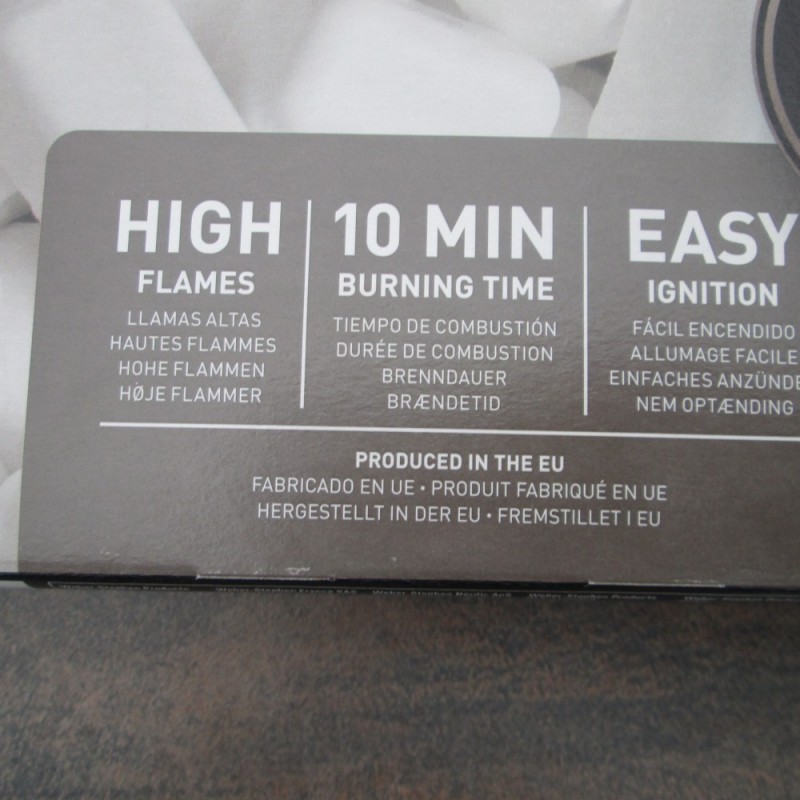 HIGH
FLAMES
LLAMAS ALTAS
HAUTES FLAMMES
HOHE FLAMMEN
HØJE FLAMMER
10 MIN
BURNING TIME
TIEMPO DE COMBUSTIÓN
DURÉE DE COMBUSTION
BRENNDAUER
BRÆNDETID
EASY
IGNITION
FÁCIL ENCENDIDO
ALLUMAGE FACILE
EINFACHES ANZÜNDE
NEM OPTÆNDING
PRODUCED IN THE EU
FABRICADO EN UE • PRODUIT FABRIQUÉ EN UE
HERGESTELLT IN DER EU • FREMSTILLET I EU